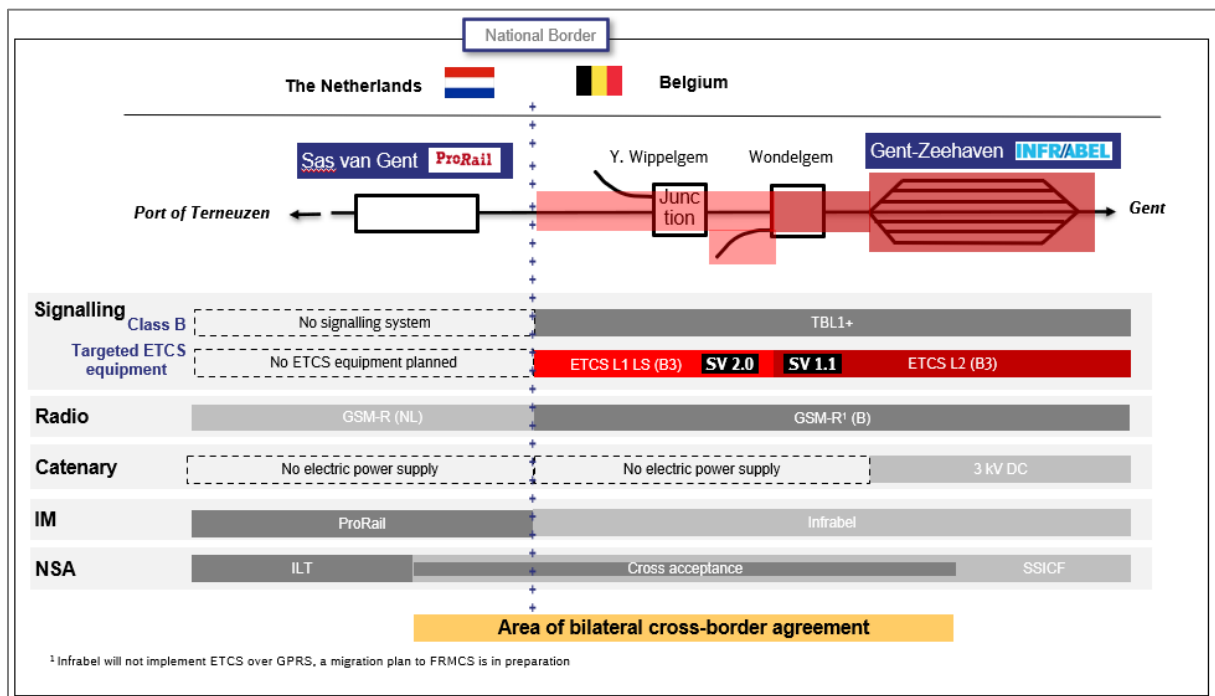 National Border
The Netherlands
Belgium
Sas van Gent ProRail
Y. Wippelgem
Wondelgem
Gent-Zeehaven INFRABEL
Port of Terneuzen
Junc
tion
Gent
Signalling
Class B
No signalling system
TBL1+
Targeted ETCS
equipment
No ETCS equipment planned
ETCS L1 LS (B3) SV 2.0 SV 1.1 ETCS L2 (B3)
Radio
GSM-R (NL)
GSM-R¹ (B)
Catenary
No electric power supply
No electric power supply
3 kV DC
IM
ProRail
Infrabel
NSA
ILT
Cross acceptance
SSICF
Area of bilateral cross-border agreement
¹ Infrabel will not implement ETCS over GPRS, a migration plan to FRMCS is in preparation